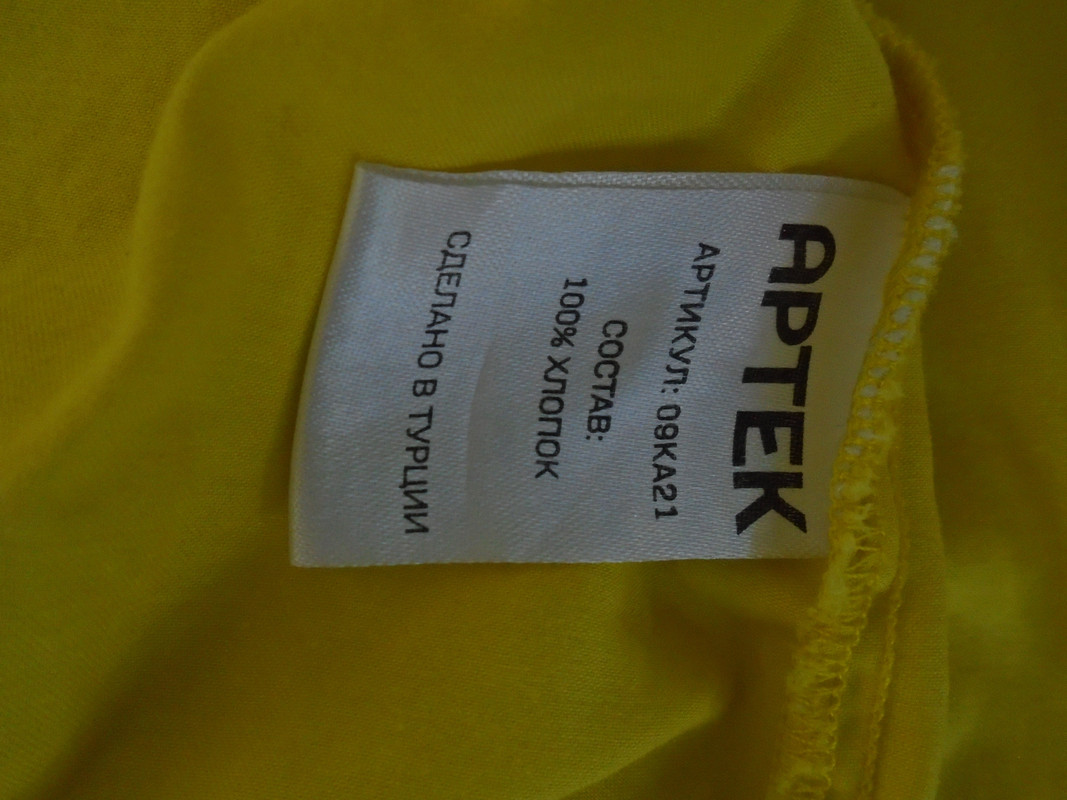 АРТЕК
АРТИКУЛ: 09КА21
СОСТАВ:
100% ХЛОПОК
СДЕЛАНО В ТУРЦИИ